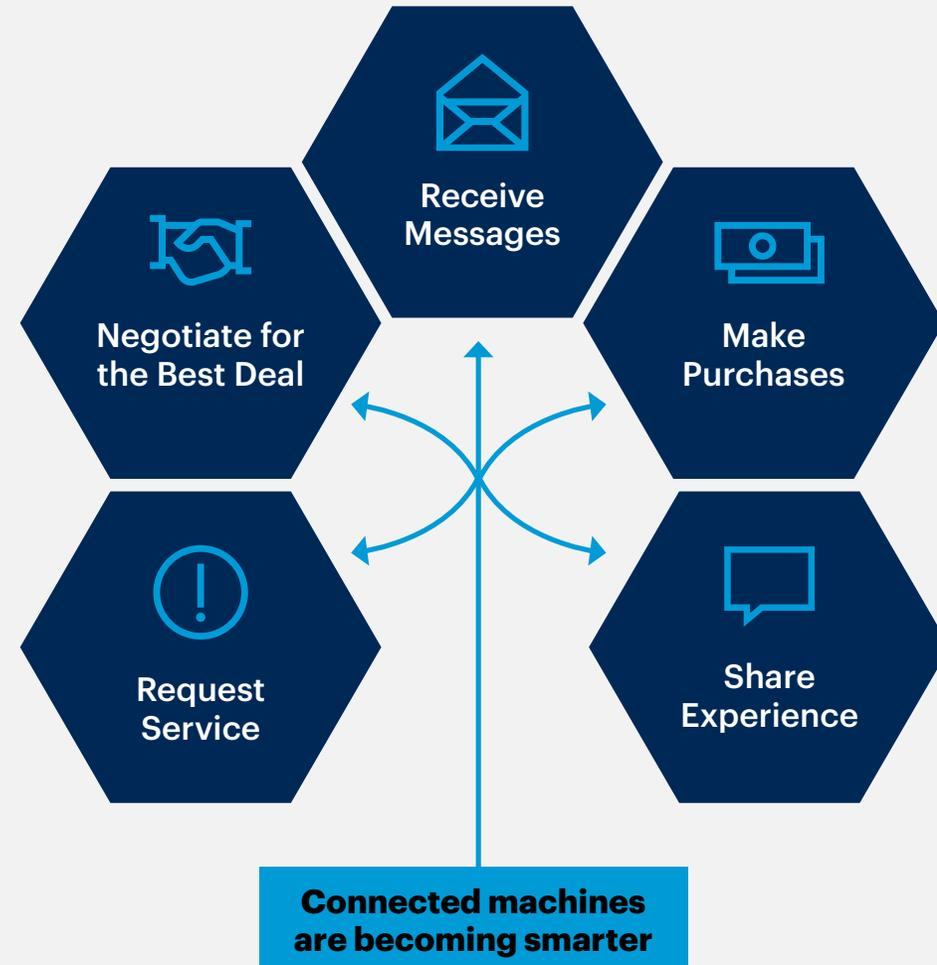 Receive
Messages
Negotiate for
the Best Deal
Make
Purchases
Request
Service
Share
Experience
Connected machines
are becoming smarter